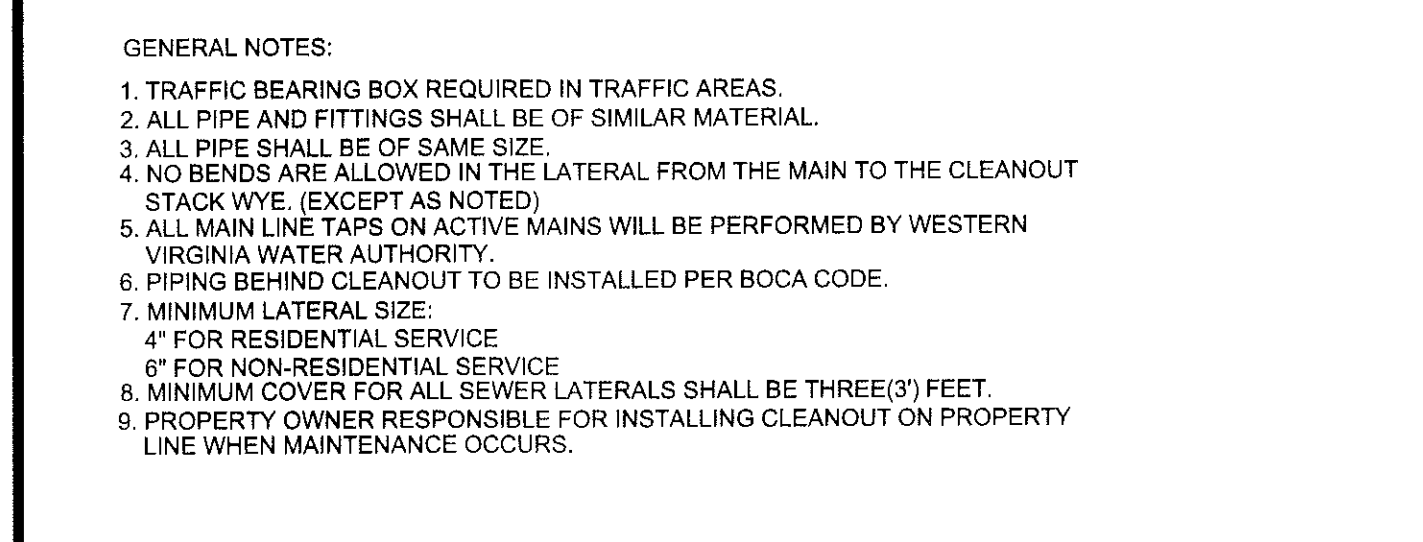 GENERAL NOTES:
1. TRAFFIC BEARING BOX REQUIRED IN TRAFFIC AREAS.
2. ALL PIPE AND FITTINGS SHALL BE OF SIMILAR MATERIAL.
3. ALL PIPE SHALL BE OF SAME SIZE.
4. NO BENDS ARE ALLOWED IN THE LATERAL FROM THE MAIN TO THE CLEANOUT
STACK WYE. (EXCEPT AS NOTED)
5. ALL MAIN LINE TAPS ON ACTIVE MAINS WILL BE PERFORMED BY WESTERN
VIRGINIA WATER AUTHORITY.
6. PIPING BEHIND CLEANOUT TO BE INSTALLED PER BOCA CODE.
7. MINIMUM LATERAL SIZE:
4" FOR RESIDENTIAL SERVICE
6" FOR NON-RESIDENTIAL SERVICE
8. MINIMUM COVER FOR ALL SEWER LATERALS SHALL BE THREE(3') FEET.
9. PROPERTY OWNER RESPONSIBLE FOR INSTALLING CLEANOUT ON PROPERTY
LINE WHEN MAINTENANCE OCCURS.